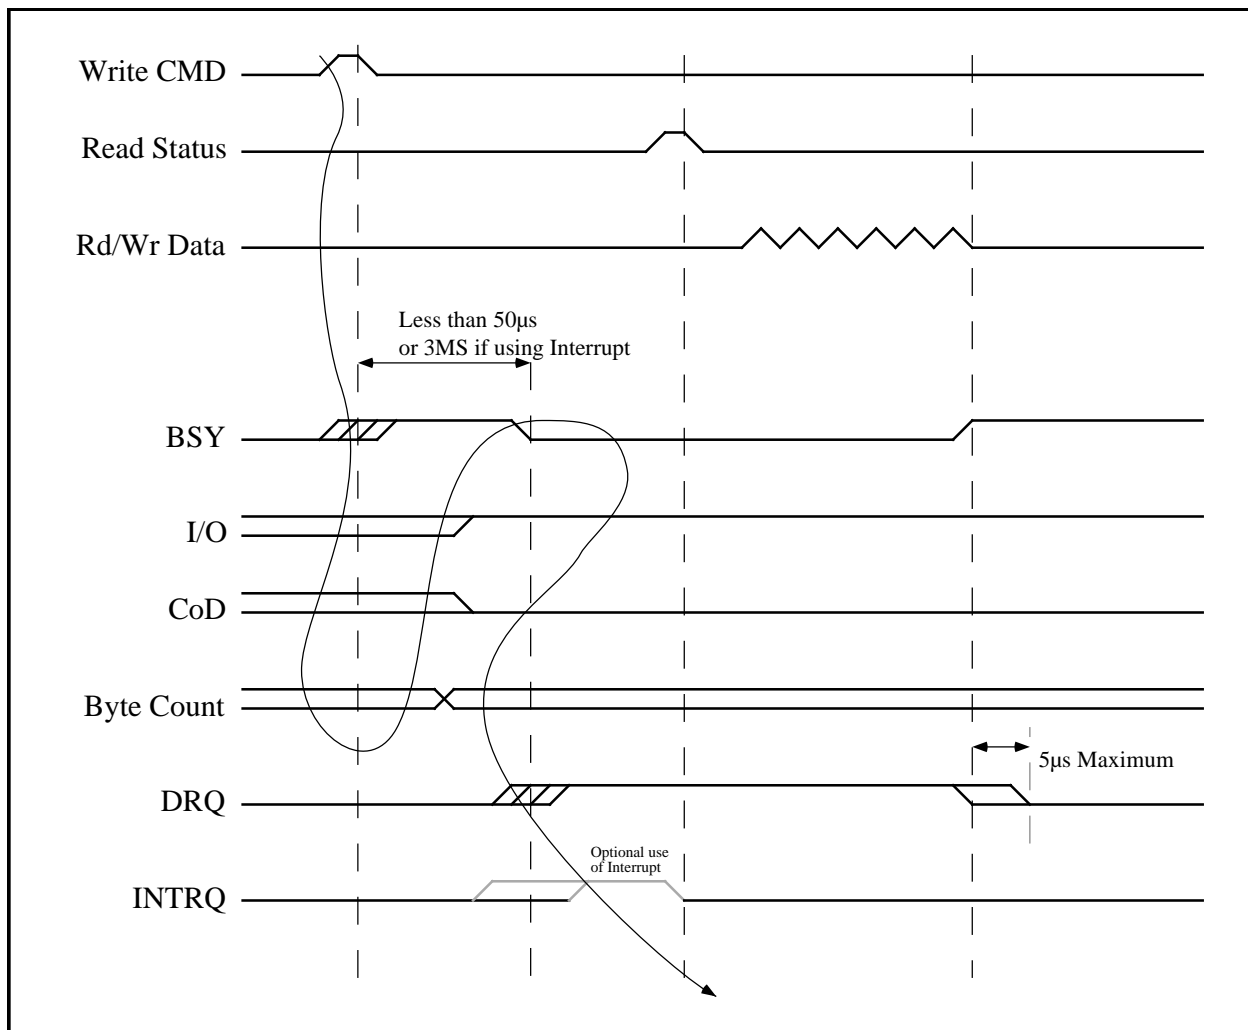 Write CMD
Read Status
Rd/Wr Data
Less than 50µs
or 3MS if using Interrupt
BSY
I/O
CoD
Byte Count
5µs Maximum
DRQ
Optional use
of Interrupt
INTRQ